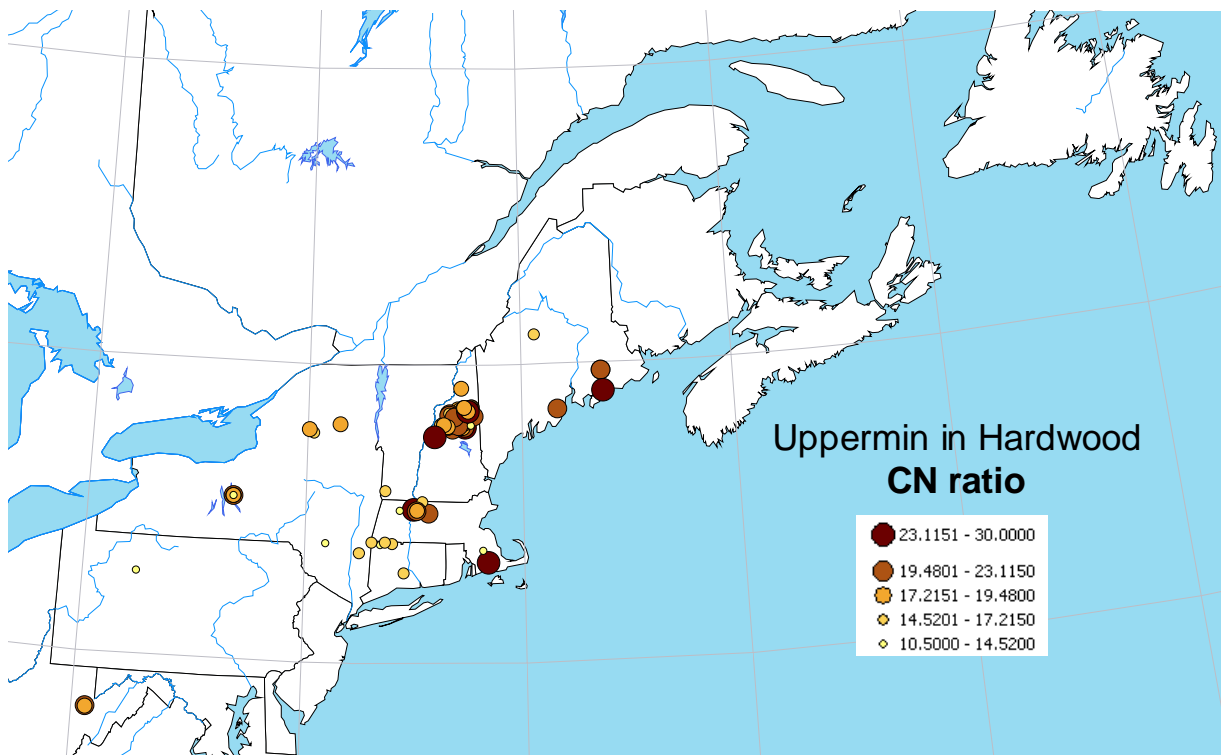 Uppermin in Hardwood
CN ratio
23.1151 - 30.0000
19.4801 - 23.1150
17.2151 - 19.4800
14.5201 - 17.2150
10.5000 - 14.5200